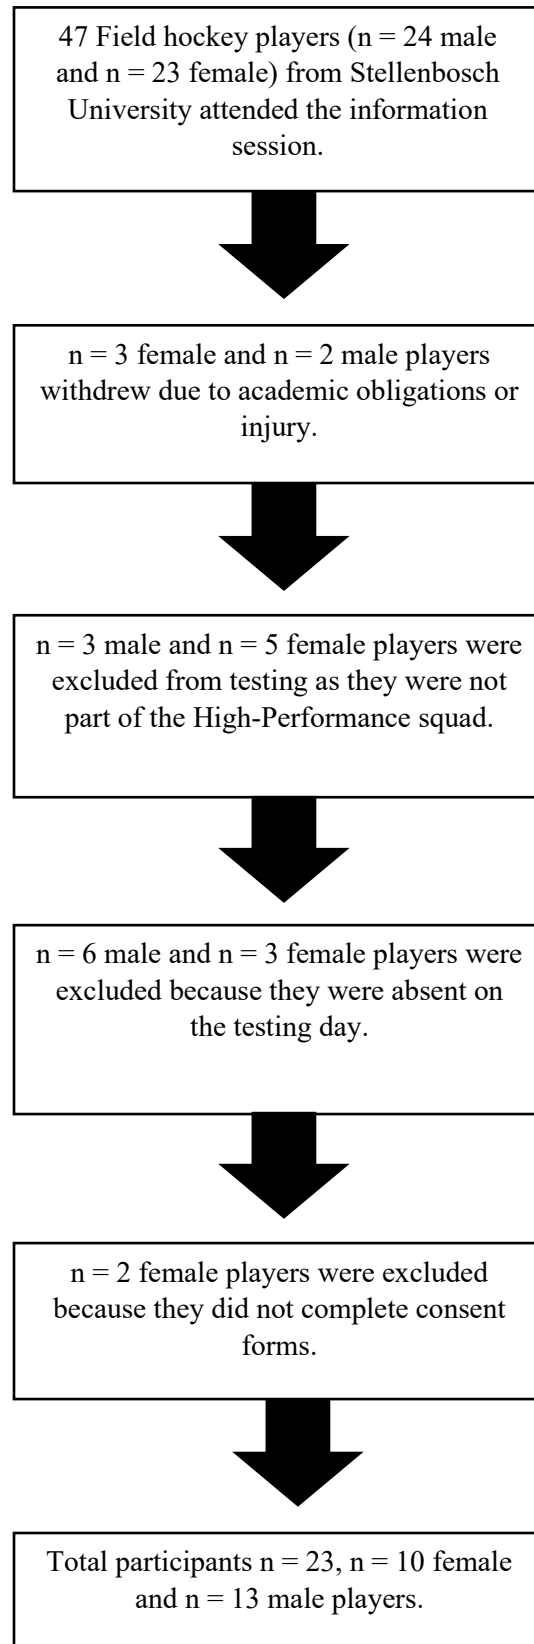 47 Field hockey players (n = 24 male
and n = 23 female) from Stellenbosch
University attended the information
session.
n = 3 female and n = 2 male players
withdrew due to academic obligations or
injury.
n = 3 male and n = 5 female players were
excluded from testing as they were not
part of the High-Performance squad.
n = 6 male and n = 3 female players were
excluded because they were absent on
the testing day.
n = 2 female players were excluded
because they did not complete consent
forms.
Total participants n = 23, n = 10 female
and n = 13 male players.